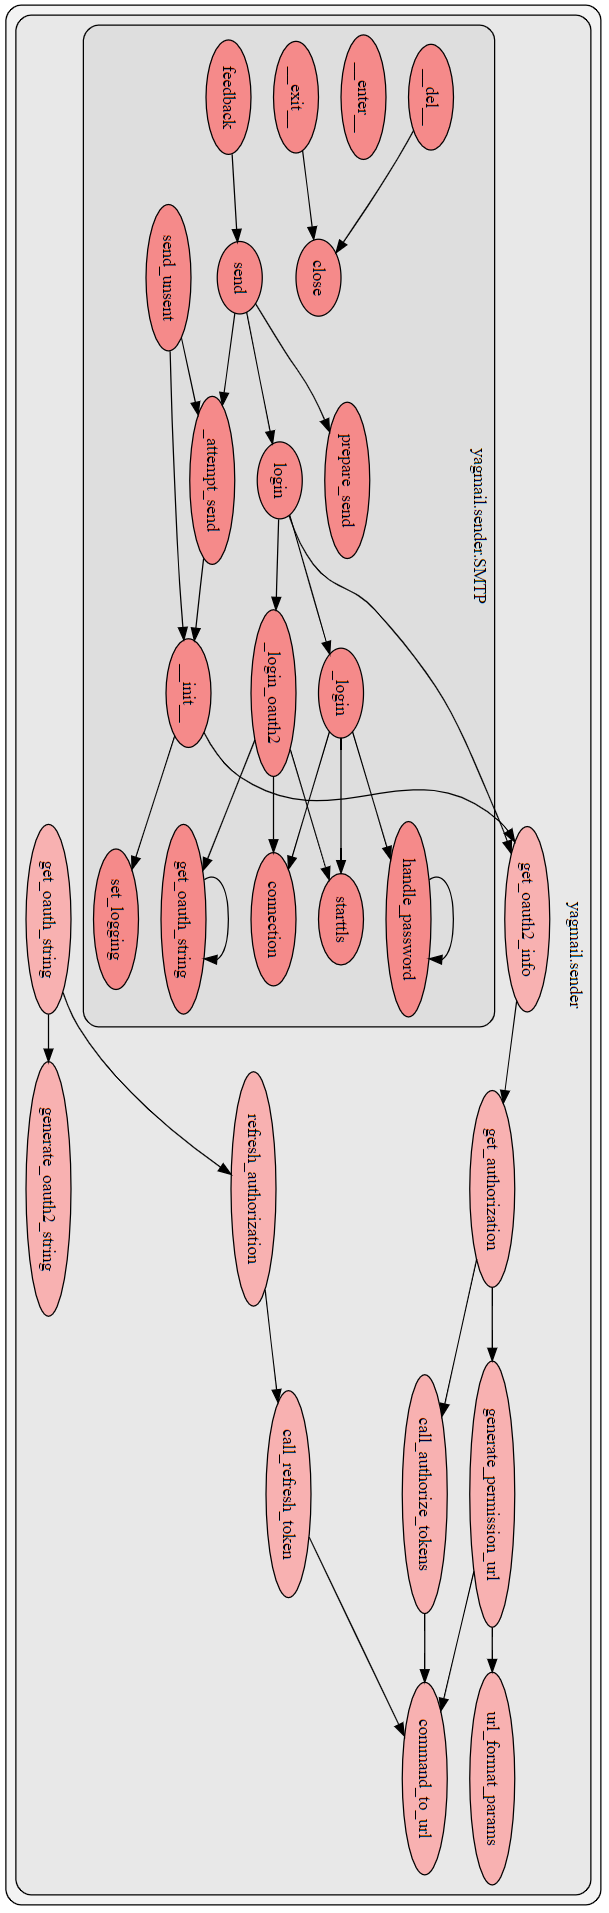 yagmail.sender
yagmail.sender.SMTP
__del__
__enter__
__exit__
feedback
close
send
send_unsent
prepare_send
login
_attempt_send
_login
_login_oauth2
__init__
handle_password
starttls
connection
get_oauth_string
set_logging
get_oauth2_info
get_oauth_string
get_authorization
refresh_authorization
generate_oauth2_string
generate_permission_url
call_authorize_tokens
call_refresh_token
url_format_params
command_to_url